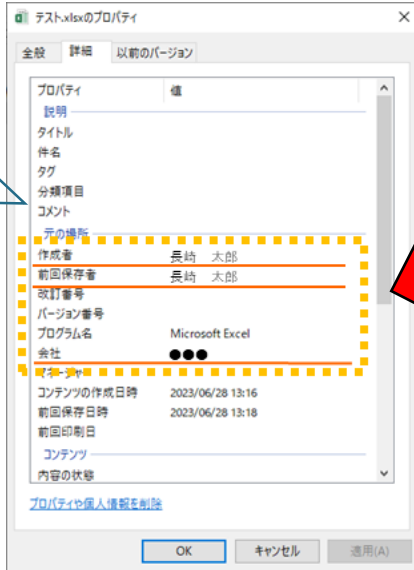 テスト.xlsxのプロパティ
全般 詳細 以前のバージョン
プロパティ 値
説明
タイトル
件名
タグ
分類項目
コメント
元の場所
作成者 長崎 太郎
前回保存者 長崎 太郎
改訂番号
バージョン番号
プログラム名 Microsoft Excel
会社 ●●●
マネージャー
コンテンツの作成日時 2023/06/28 13:16
前回保存日時 2023/06/28 13:18
前回印刷日
コンテンツ
内容の状態
プロパティや個人情報を削除
OK キャンセル 適用(A)